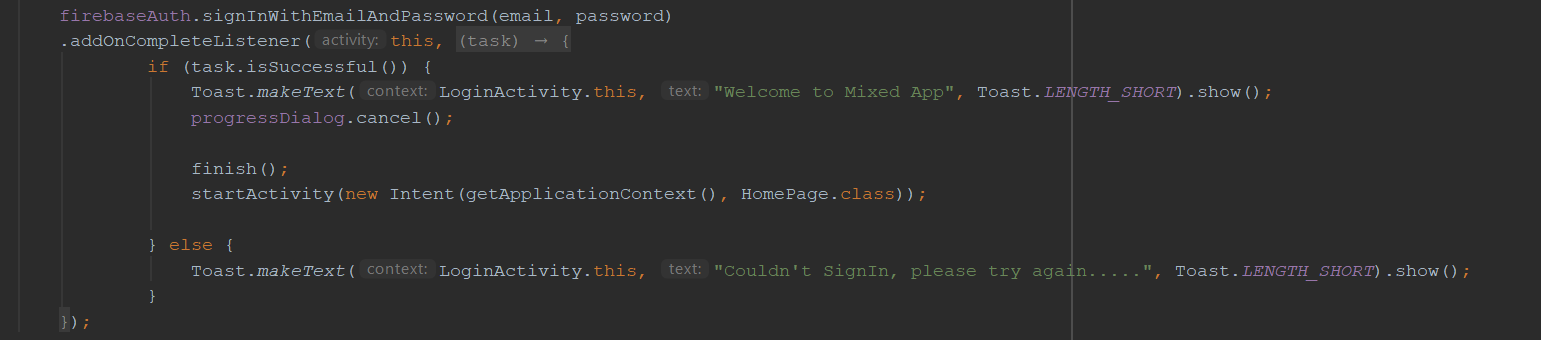 firebaseAuth.signInWithEmailAndPassword(email, password)
.addOnCompleteListener( activity: this, (task) → {
if (task.isSuccessful()) {
Toast.makeText( context: LoginActivity.this, text: "Welcome to Mixed App", Toast.LENGTH_SHORT).show();
progressDialog.cancel();
finish();
startActivity(new Intent(getApplicationContext(), HomePage.class));
} else {
Toast.makeText( context: LoginActivity.this, text: "Couldn't SignIn, please try again.....", Toast.LENGTH_SHORT).show();
}
});